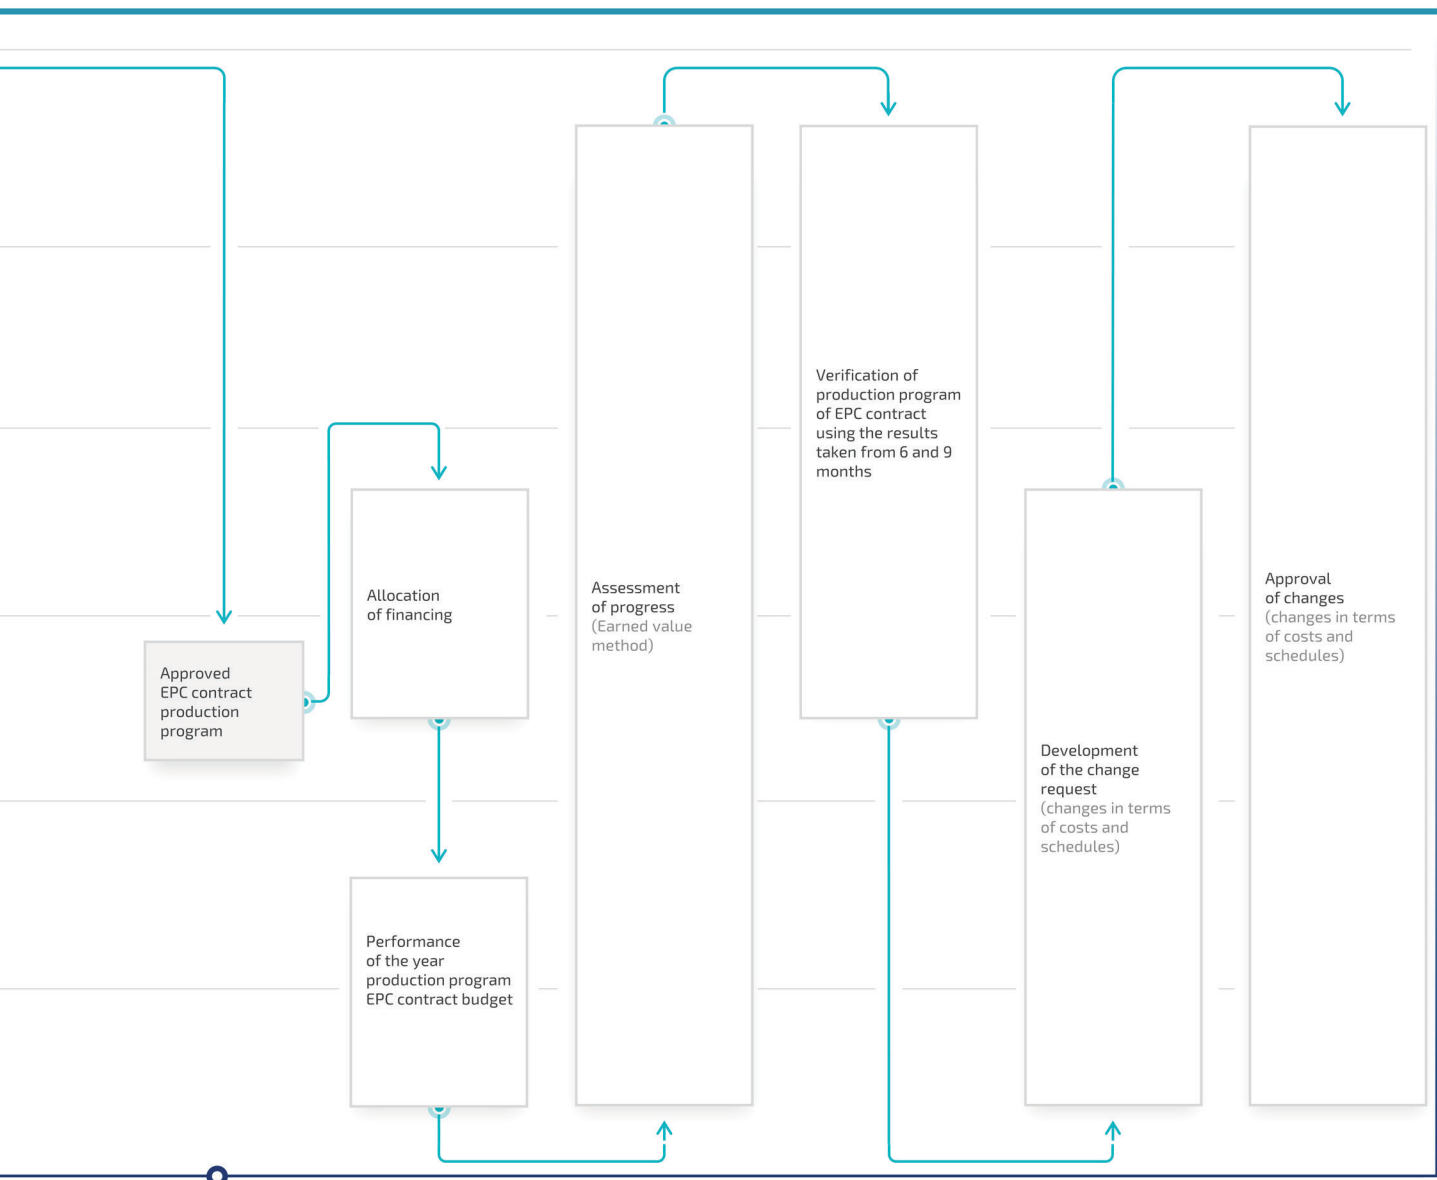 Approved
EPC contract
production
program
Allocation
of financing
Performance
of the year
production program
EPC contract budget
Assessment
of progress
(Earned value
method)
Verification of
production program
of EPC contract
using the results
taken from 6 and 9
months
Development
of the change
request
(changes in terms
of costs and
schedules)
Approval
of changes
(changes in terms
of costs and
schedules)